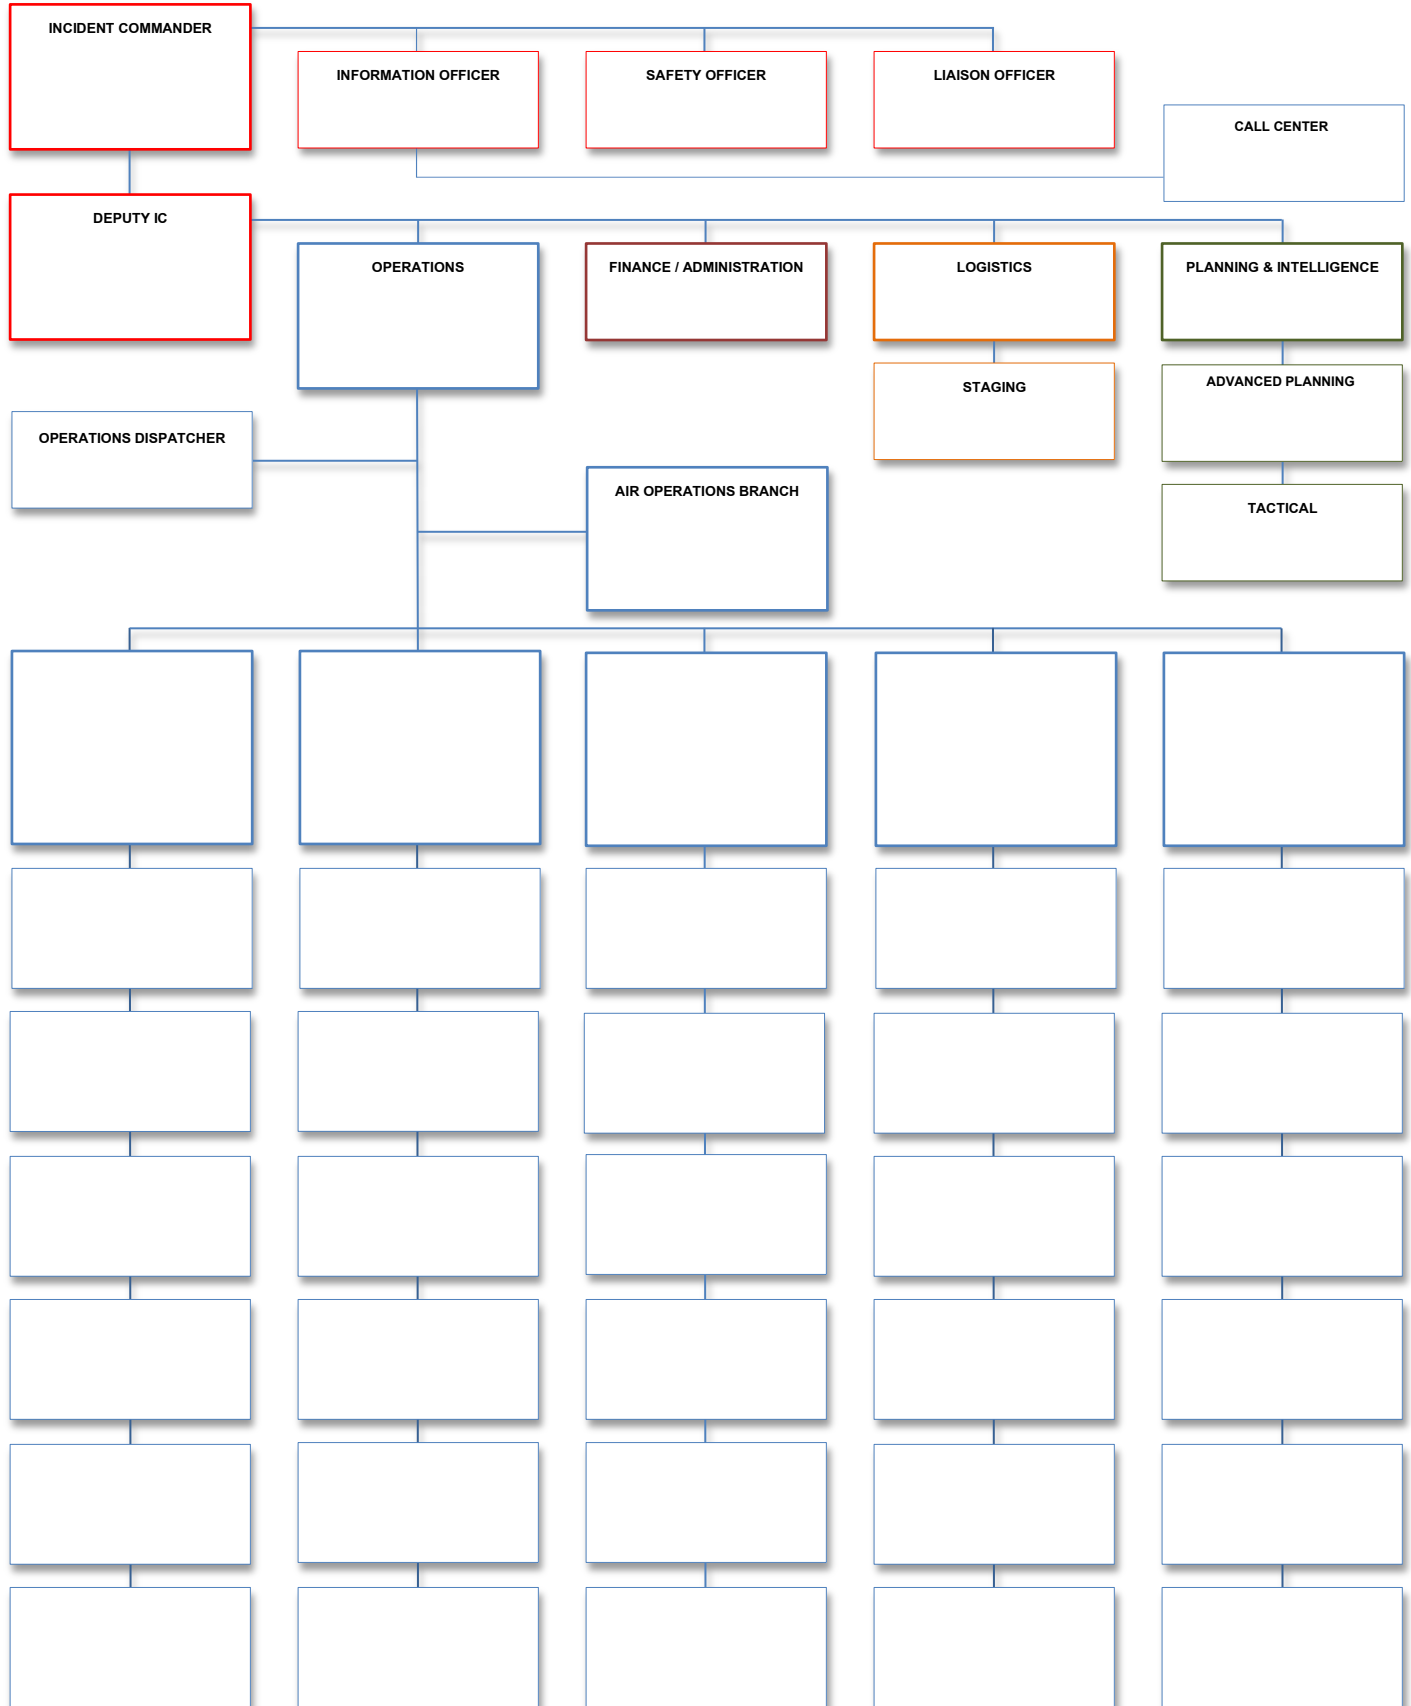 INCIDENT COMMANDER
INFORMATION OFFICER
SAFETY OFFICER
LIAISON OFFICER
CALL CENTER
DEPUTY IC
OPERATIONS
FINANCE / ADMINISTRATION
LOGISTICS
PLANNING & INTELLIGENCE
STAGING
ADVANCED PLANNING
OPERATIONS DISPATCHER
AIR OPERATIONS BRANCH
TACTICAL